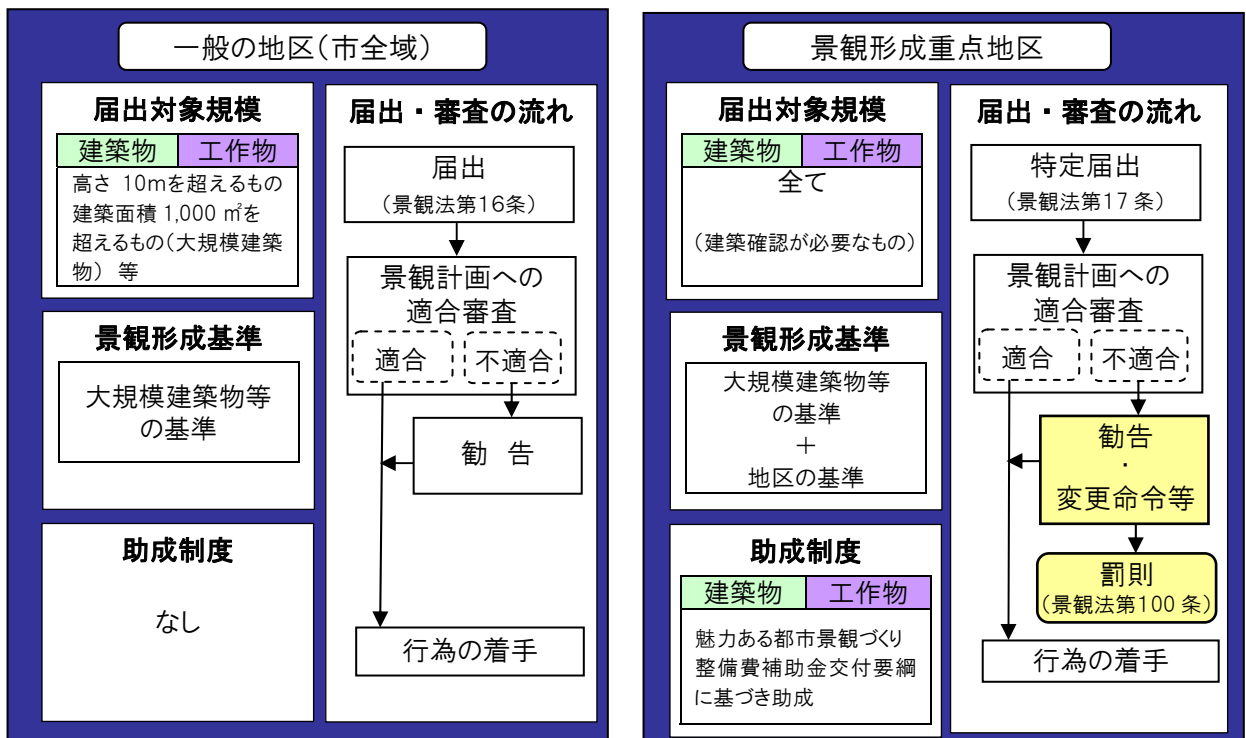 一般の地区(市全域)
届出対象規模
建築物 工作物
高さ 10mを超えるもの
建築面積 1,000 ㎡を
超えるもの(大規模建築
物) 等
景観形成基準
大規模建築物等
の基準
助成制度
なし
届出・審査の流れ
届出
(景観法第16条)
景観計画への
適合審査
適合 不適合
勧 告
行為の着手
景観形成重点地区
届出対象規模
建築物 工作物
全て
(建築確認が必要なもの)
景観形成基準
大規模建築物等
の基準
+
地区の基準
助成制度
建築物 工作物
魅力ある都市景観づくり
整備費補助金交付要綱
に基づき助成
届出・審査の流れ
特定届出
(景観法第17 条)
景観計画への
適合審査
適合 不適合
勧告
・
変更命令等
罰則
(景観法第100 条)
行為の着手